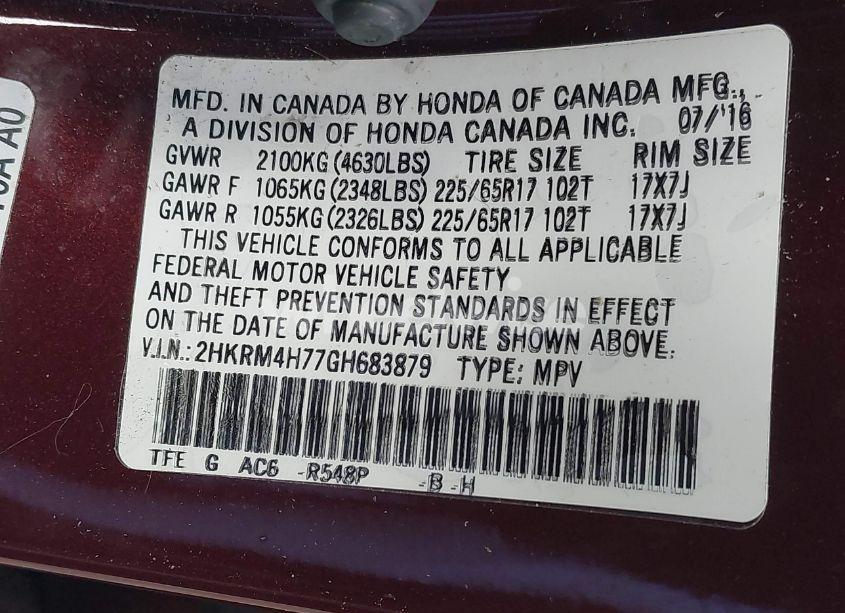 MFD. IN CANADA BY HONDA OF CANADA MFG.,
A DIVISION OF HONDA CANADA INC. 07/'16
GVWR 2100KG (4630LBS) TIRE SIZE RIM SIZE
GAWR F 1065KG (2348LBS) 225/65R17 102T 17X7J
GAWR R 1055KG (2326LBS) 225/65R17 102T 17X7J
THIS VEHICLE CONFORMS TO ALL APPLICABLE
FEDERAL MOTOR VEHICLE SAFETY
AND THEFT PREVENTION STANDARDS IN EFFECT
ON THE DATE OF MANUFACTURE SHOWN ABOVE.
V.I.N.: 2HKRM4H77GH683879 TYPE: MPV
TFE G AC6 -R548P -B -H